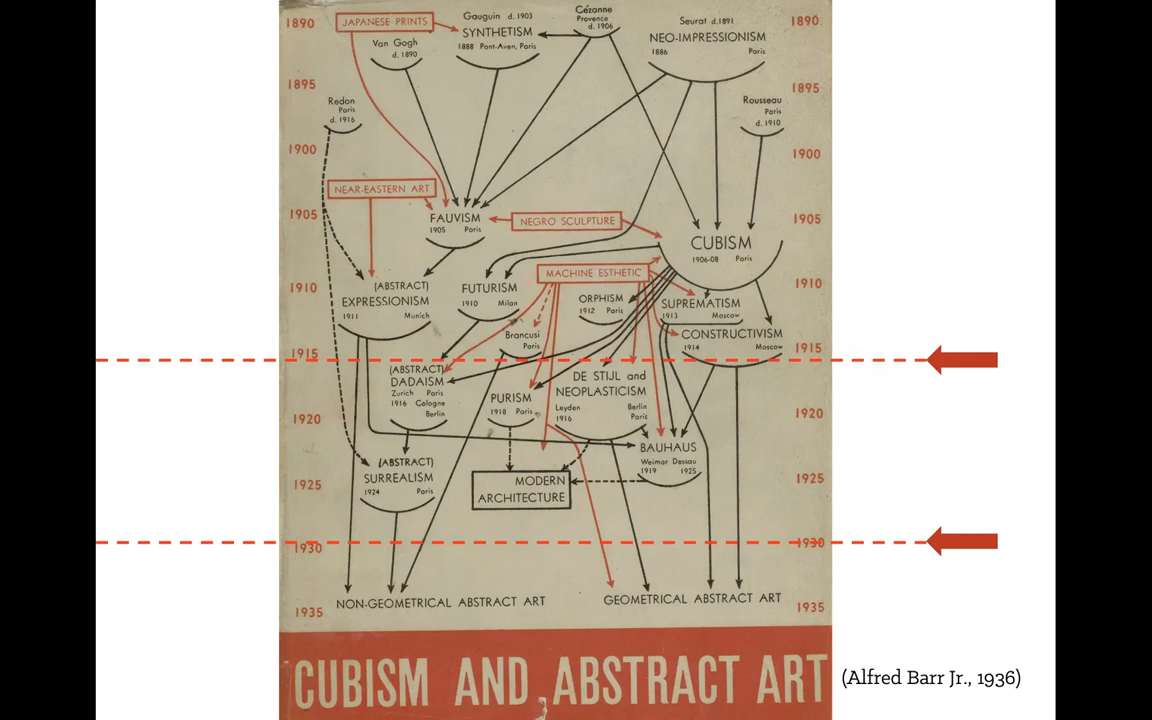 1890
JAPANESE PRINTS
Gauguin d. 1903
SYNTHETISM
1888 Pont-Aven, Paris
Cézanne
Provence
d. 1906
Seurat d.1891
NEO-IMPRESSIONISM
1886 Paris
1890
Van Gogh
d. 1890
1895
1895
Redon
Paris
d. 1916
Rousseau
Paris
d. 1910
1900
1900
NEAR-EASTERN ART
1905
FAUVISM
1905 Paris
NEGRO SCULPTURE
1905
CUBISM
1906-08 Paris
MACHINE ESTHETIC
1910
(ABSTRACT)
EXPRESSIONISM
1911 Munich
FUTURISM
1910 Milan
ORPHISM
1912 Paris
SUPREMATISM
1913 Moscow
1910
Brancusi
Paris
CONSTRUCTIVISM
1914 Moscow
1915
1915
(ABSTRACT)
DADAISM
Zurich Paris
1916 Cologne
Berlin
PURISM
1918 Paris
DE STIJL and
NEOPLASTICISM
Leyden Berlin
1916 Paris
1920
1920
BAUHAUS
Weimar Dessau
1919 1925
(ABSTRACT)
SURREALISM
1924 Paris
MODERN
ARCHITECTURE
1925
1925
1930
1930
NON-GEOMETRICAL ABSTRACT ART
GEOMETRICAL ABSTRACT ART
1935
1935
CUBISM AND ABSTRACT ART
(Alfred Barr Jr., 1936)